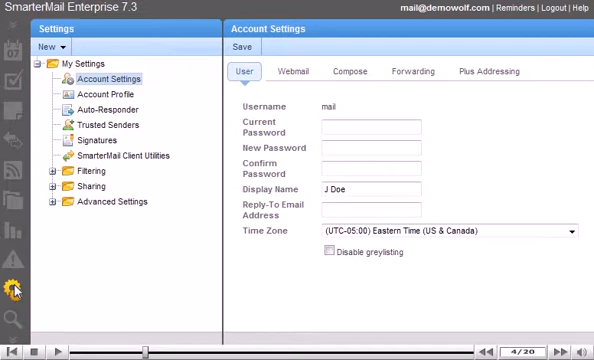 SmarterMail Enterprise 7.3
mail@demowolf.com | Reminders | Logout | Help
Settings
New
My Settings
Account Settings
Account Profile
Auto-Responder
Trusted Senders
Signatures
SmarterMail Client Utilities
Filtering
Sharing
Advanced Settings
Account Settings
Save
User Webmail Compose Forwarding Plus Addressing
Username mail
Current
Password
New Password
Confirm
Password
Display Name J Doe
Reply-To Email
Address
Time Zone (UTC-05:00) Eastern Time (US & Canada)
Disable greylisting
07
4/20